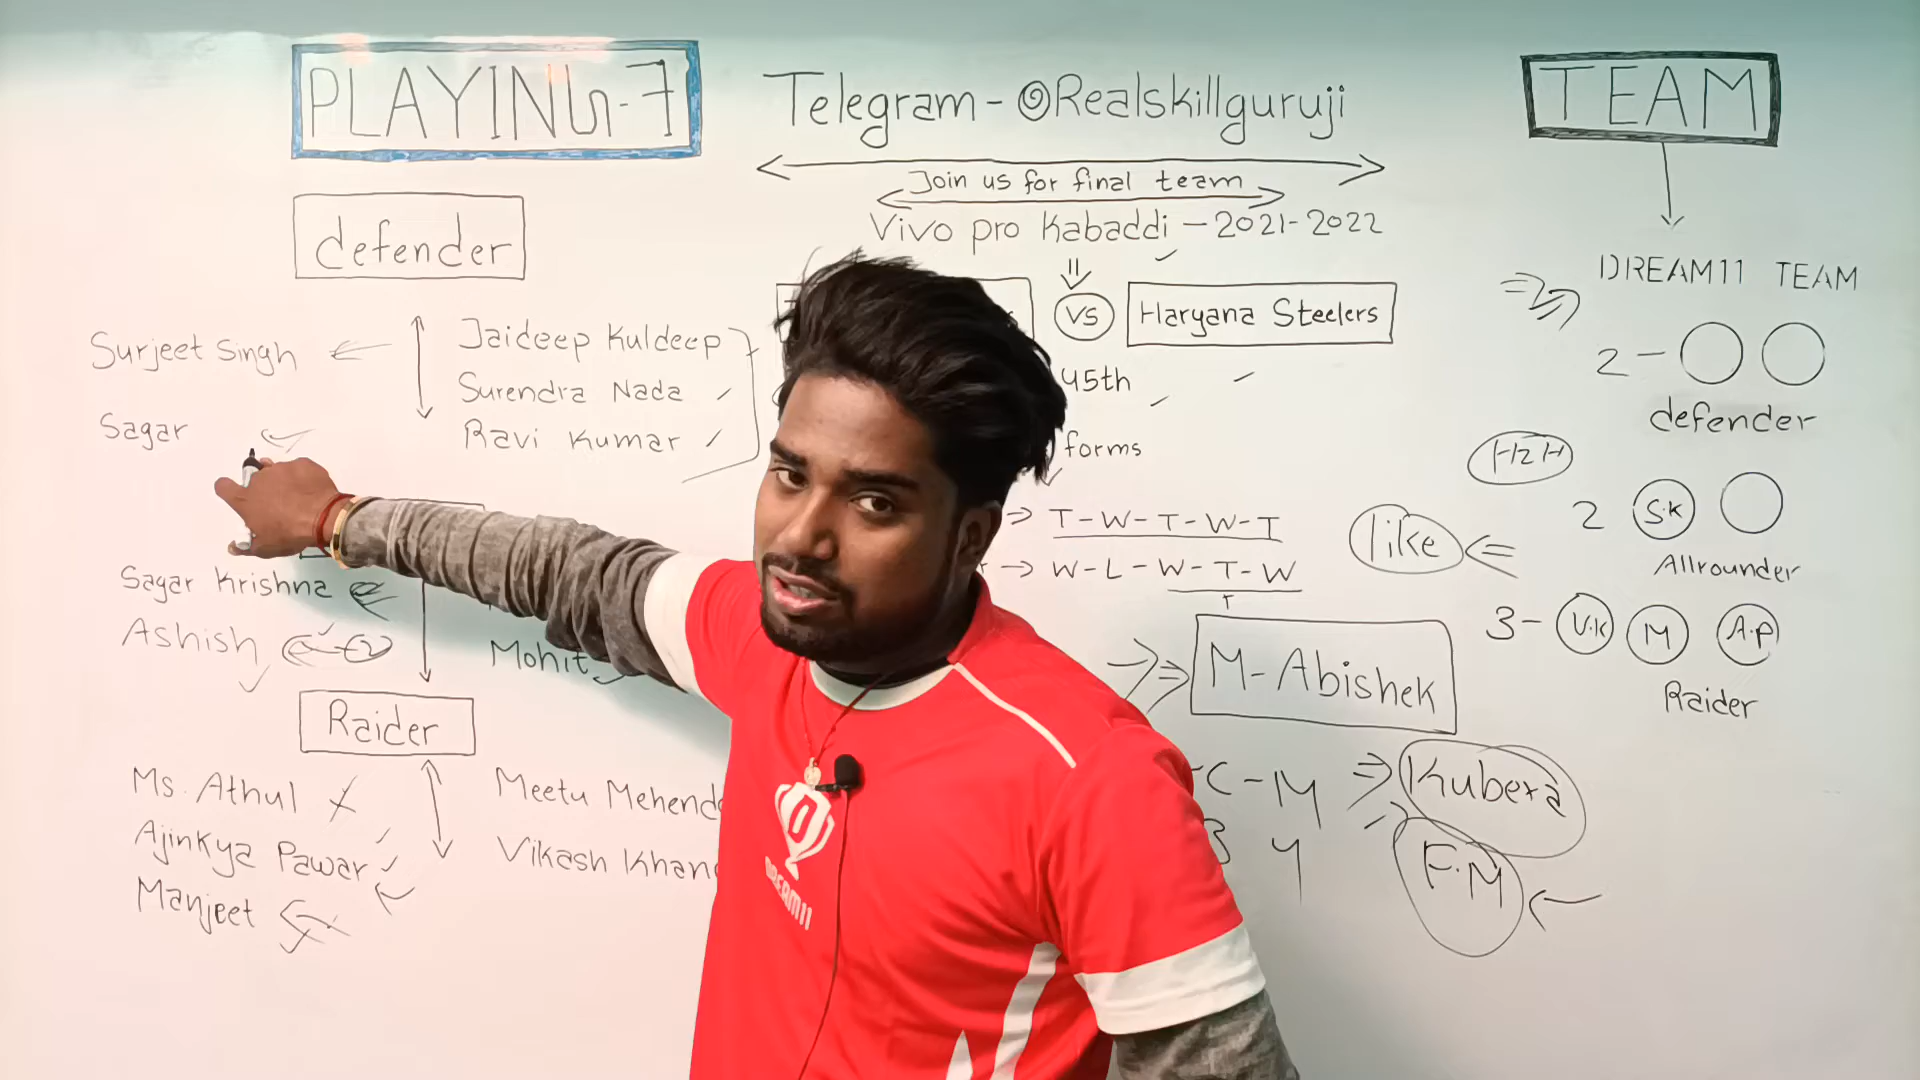 PLAYING-7
Telegram - @Realskillguruji
TEAM
Join us for final team
Vivo pro Kabaddi - 2021-2022
defender
DREAM11 TEAM
VS
Haryana Steelers
Surjeet Singh
Jaideep Kuldeep
Surendra Nada
45th
2 -
defender
Sagar
Ravi Kumar
forms
H2H
T-W-T-W-T
2 S.K
like
Allrounder
W-L-W-T-W
Sagar Krishna
3- V.K M A.P
Ashish
Mohit
M-Abishek
Raider
Raider
Ms. Athul
Meetu Mehend
C-M
Kubera
Ajinkya Pawar
Vikash Khan
F.M
Manjeet
DREAM11